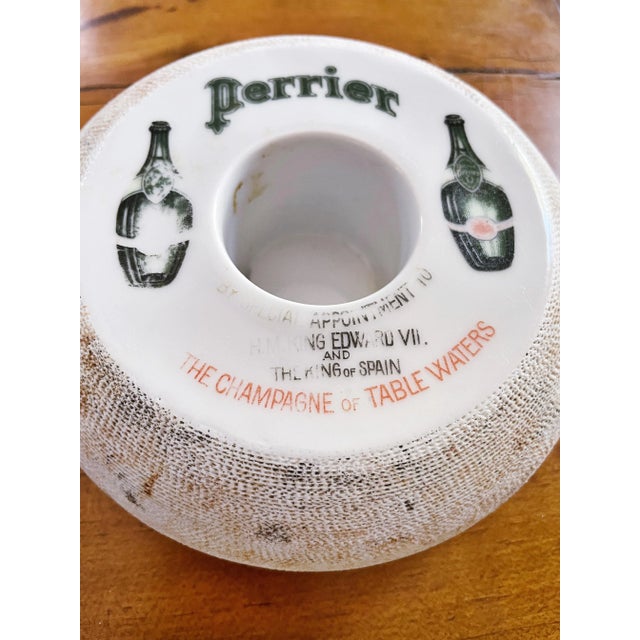 Perrier
BY SPECIAL APPOINTMENT TO
H.M. KING EDWARD VII.
AND
THE KING OF SPAIN
THE CHAMPAGNE OF TABLE WATERS